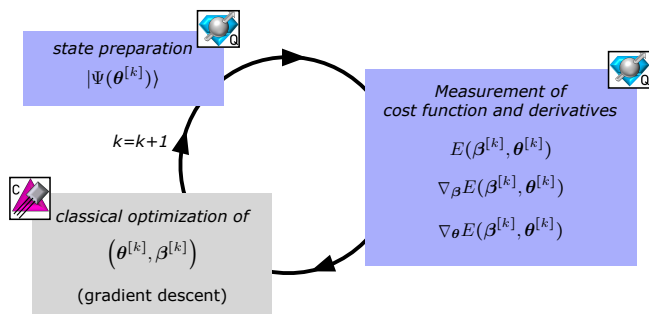 state preparation
|Ψ(θ^[k])⟩
Q
Q
Measurement of
cost function and derivatives
E(β^[k], θ^[k])
∇_β E(β^[k], θ^[k])
∇_θ E(β^[k], θ^[k])
k=k+1
C
classical optimization of
(θ^[k], β^[k])
(gradient descent)